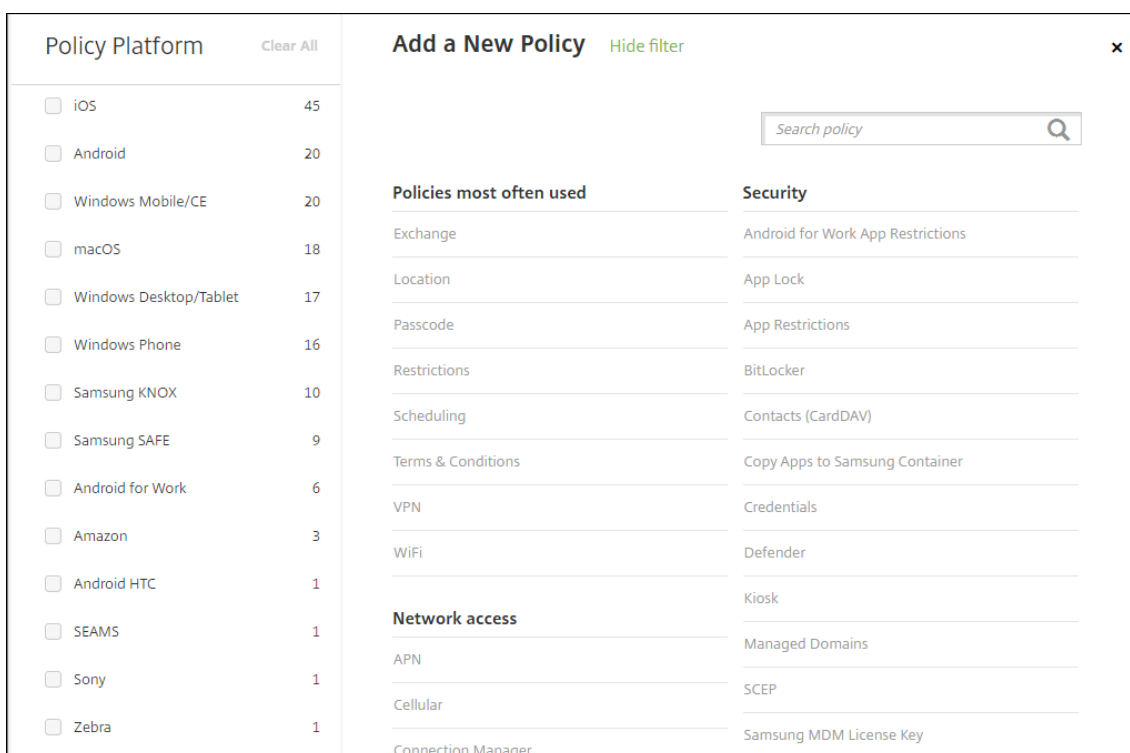 Policy Platform
Clear All
iOS 45
Android 20
Windows Mobile/CE 20
macOS 18
Windows Desktop/Tablet 17
Windows Phone 16
Samsung KNOX 10
Samsung SAFE 9
Android for Work 6
Amazon 3
Android HTC 1
SEAMS 1
Sony 1
Zebra 1
Add a New Policy
Hide filter
Search policy
Policies most often used
Exchange
Location
Passcode
Restrictions
Scheduling
Terms & Conditions
VPN
WiFi
Network access
APN
Cellular
Connection Manager
Security
Android for Work App Restrictions
App Lock
App Restrictions
BitLocker
Contacts (CardDAV)
Copy Apps to Samsung Container
Credentials
Defender
Kiosk
Managed Domains
SCEP
Samsung MDM License Key